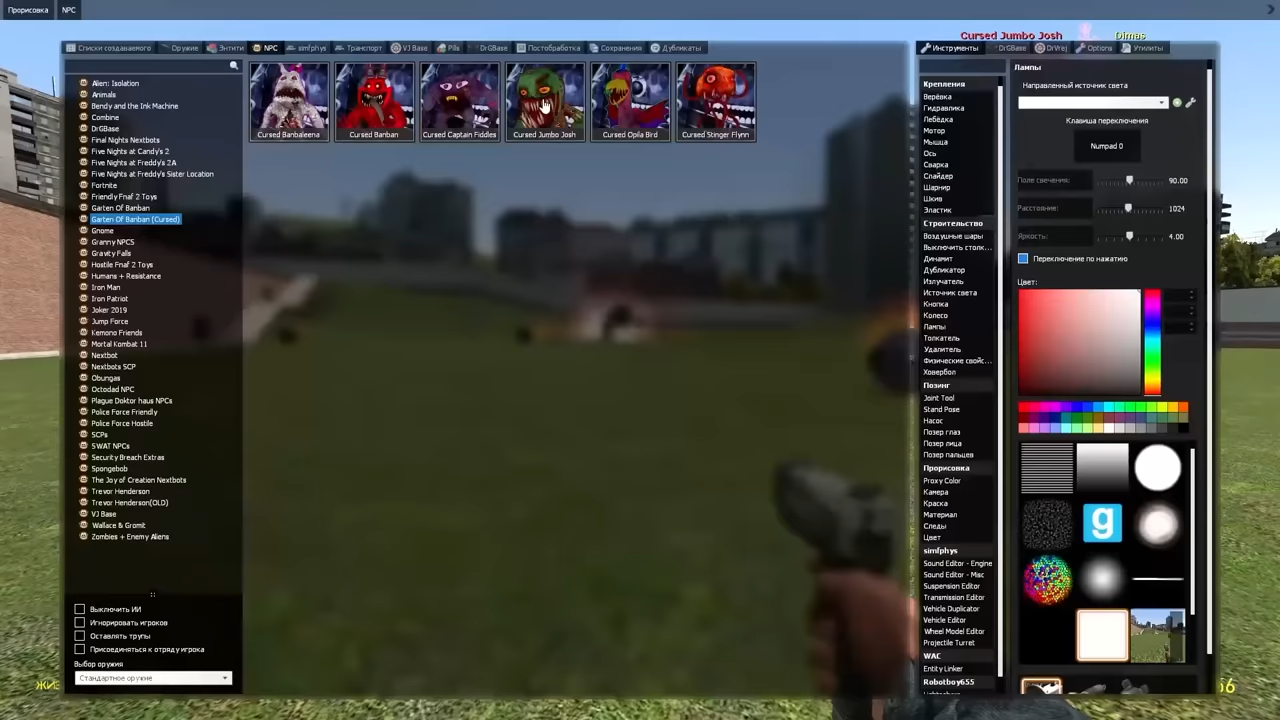 Прорисовка NPC
Cursed Jumbo Josh Dimas
Списки создаваемого Оружие Энтити NPC simfphys Транспорт VJ Base Pills DrGBase Постобработка Сохранения Дубликаты
Alien: Isolation
Animals
Bendy and the Ink Machine
Combine
DrGBase
Final Nights Nextbots
Five Nights at Candy's 2
Five Nights at Freddy's 2A
Five Nights at Freddy's Sister Location
Fortnite
Friendly Fnaf 2 Toys
Garten Of Banban
Garten Of Banban (Cursed)
Gnome
Granny NPCS
Gravity Falls
Hostile Fnaf 2 Toys
Humans + Resistance
Iron Man
Iron Patriot
Joker 2019
Jump Force
Kemono Friends
Mortal Kombat 11
Nextbot
Nextbots SCP
Obungas
Octodad NPC
Plague Doktor haus NPCs
Police Force Friendly
Police Force Hostile
SCPs
SWAT NPCs
Security Breach Extras
Spongebob
The Joy of Creation Nextbots
Trevor Henderson
Trevor Henderson(OLD)
VJ Base
Wallace & Gromit
Zombies + Enemy Aliens
Выключить ИИ
Игнорировать игроков
Оставлять трупы
Присоединяться к отряду игрока
Выбор оружия
Стандартное оружие
Cursed Banbaleena Cursed Banban Cursed Captain Fiddles Cursed Jumbo Josh Cursed Opila Bird Cursed Stinger Flynn
Инструменты DrGBase DrVrej Options Утилиты
Крепления
Верёвка
Гидравлика
Лебёдка
Мотор
Мышца
Ось
Сварка
Слайдер
Шарнир
Шкив
Эластик
Строительство
Воздушные шары
Выключить столк...
Динамит
Дубликатор
Излучатель
Источник света
Кнопка
Колесо
Лампы
Толкатель
Удалитель
Физические свойс...
Ховербол
Позинг
Joint Tool
Stand Pose
Насос
Позер глаз
Позер лица
Позер пальцев
Прорисовка
Proxy Color
Камера
Краска
Материал
Следы
Цвет
simfphys
Sound Editor - Engine
Sound Editor - Misc
Suspension Editor
Transmission Editor
Vehicle Duplicator
Vehicle Editor
Wheel Model Editor
Projectile Turret
WAC
Entity Linker
Robotboy655
Лампы
Направленный источник света
Клавиша переключения
Numpad 0
Поле свечения: 90.00
Расстояние: 1024
Яркость: 4.00
Переключение по нажатию
Цвет:
g